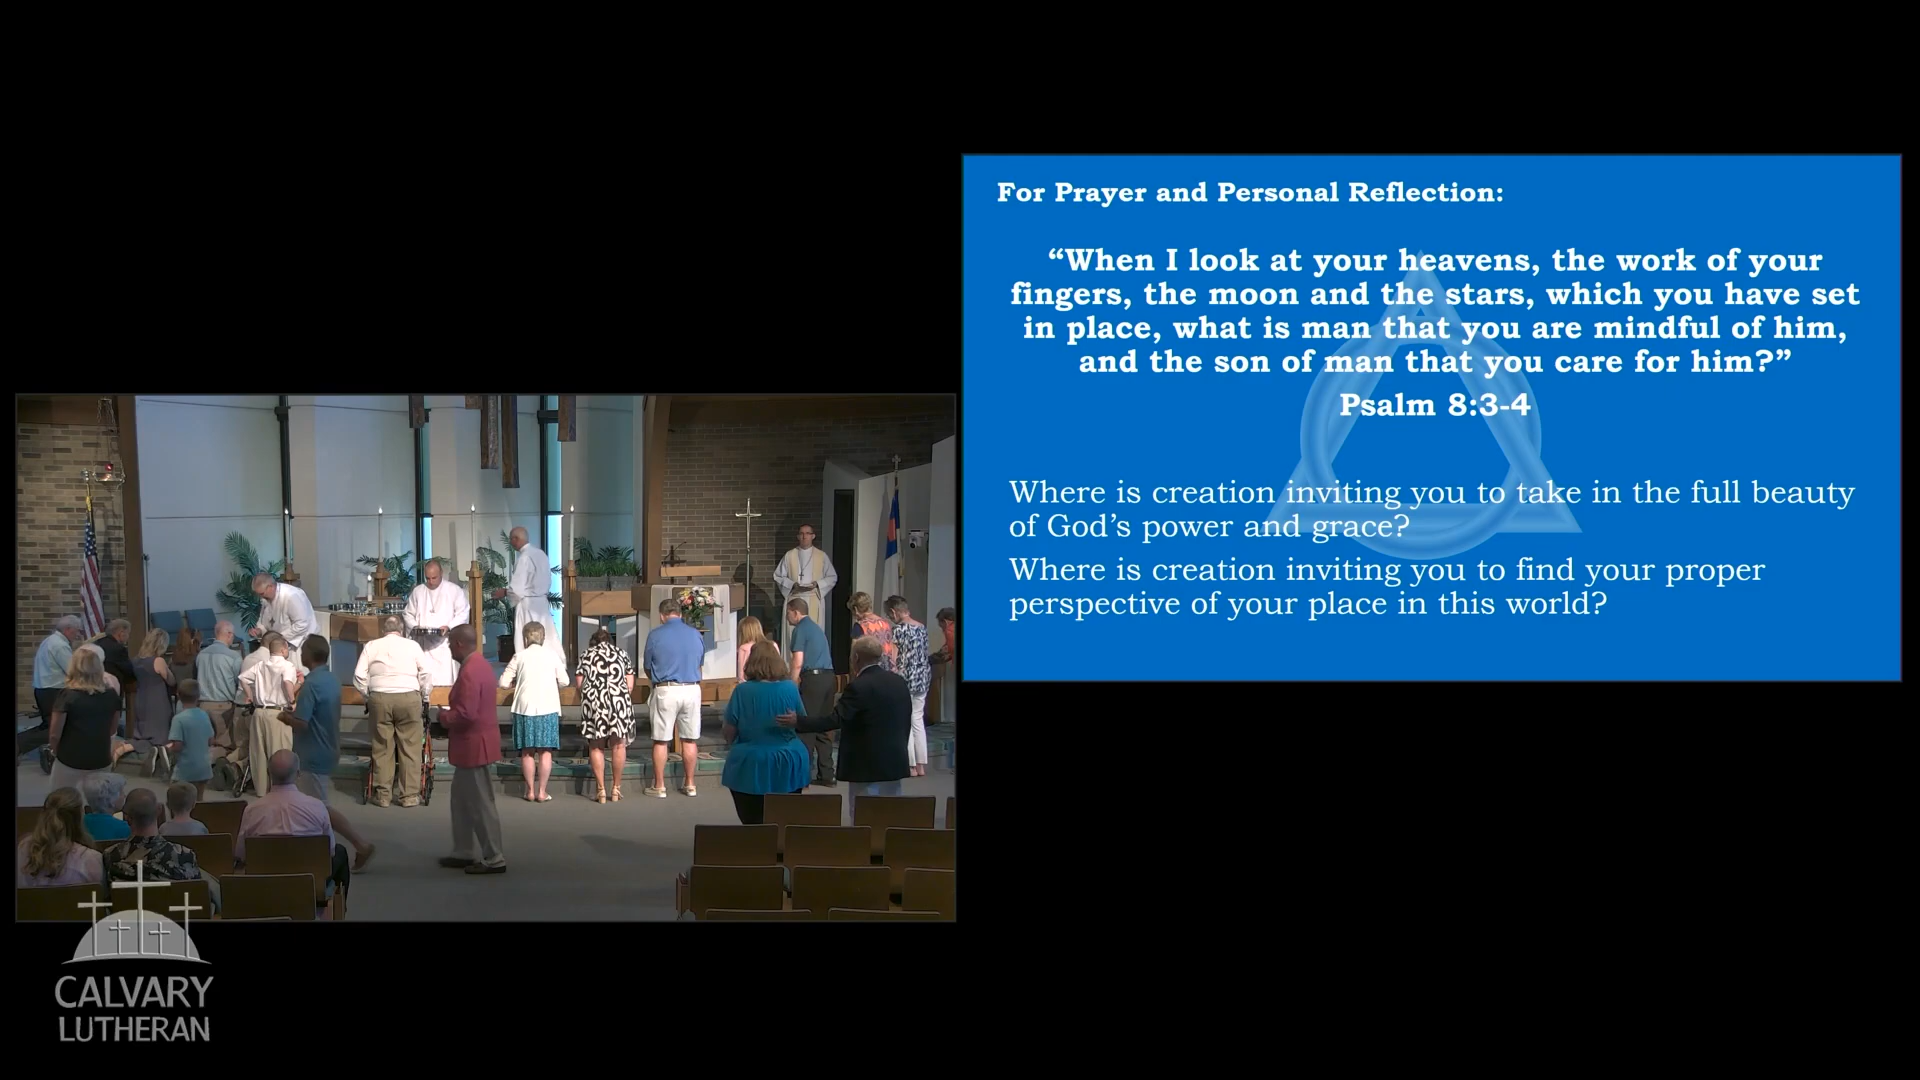 For Prayer and Personal Reflection:
“When I look at your heavens, the work of your
fingers, the moon and the stars, which you have set
in place, what is man that you are mindful of him,
and the son of man that you care for him?”
Psalm 8:3-4
Where is creation inviting you to take in the full beauty
of God’s power and grace?
Where is creation inviting you to find your proper
perspective of your place in this world?
CALVARY
LUTHERAN